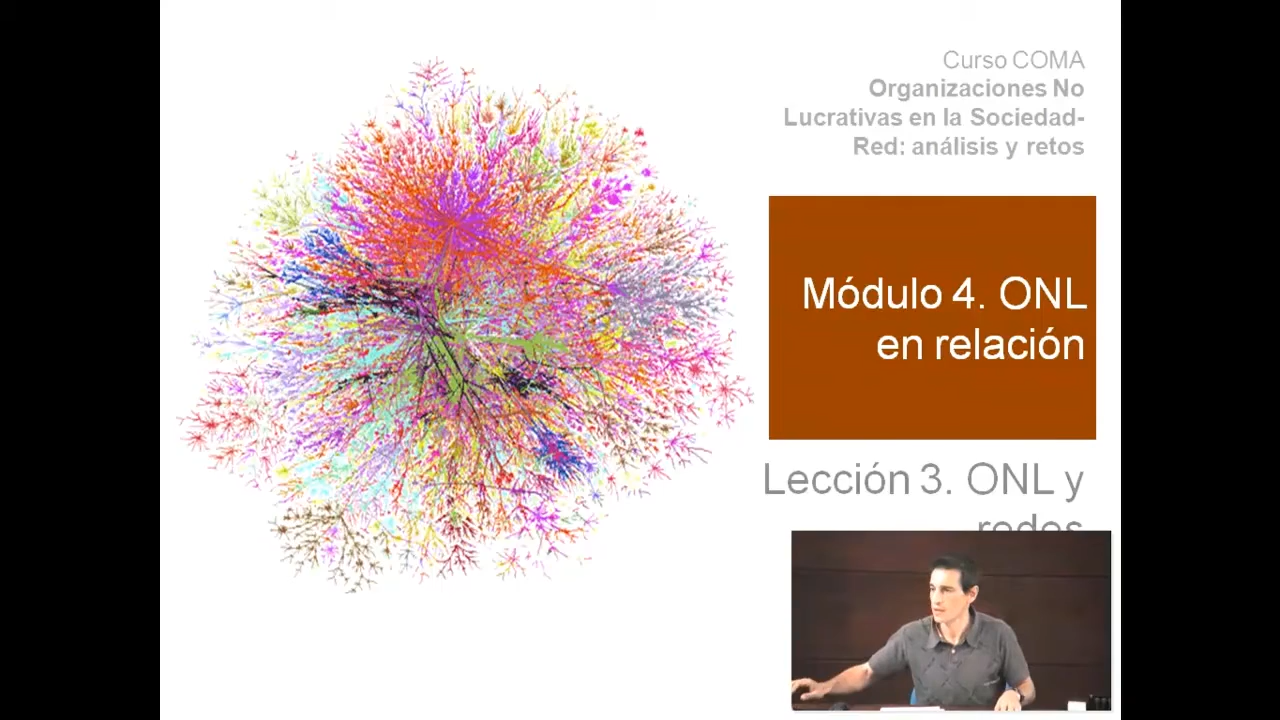 Curso COMA
Organizaciones No
Lucrativas en la Sociedad-
Red: análisis y retos
Módulo 4. ONL
en relación
Lección 3. ONL y
redes